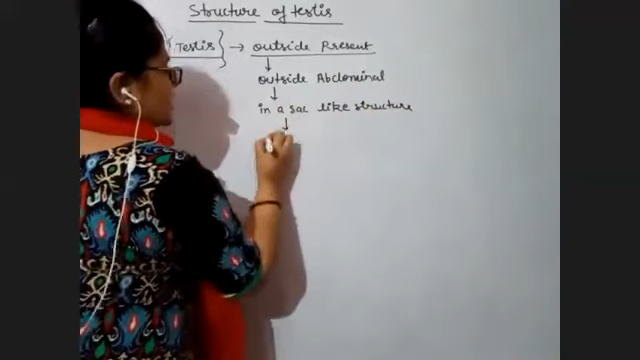 Structure of testis
{Testis} → outside Present
↓
outside Abdominal
↓
in a sac like structure
↓